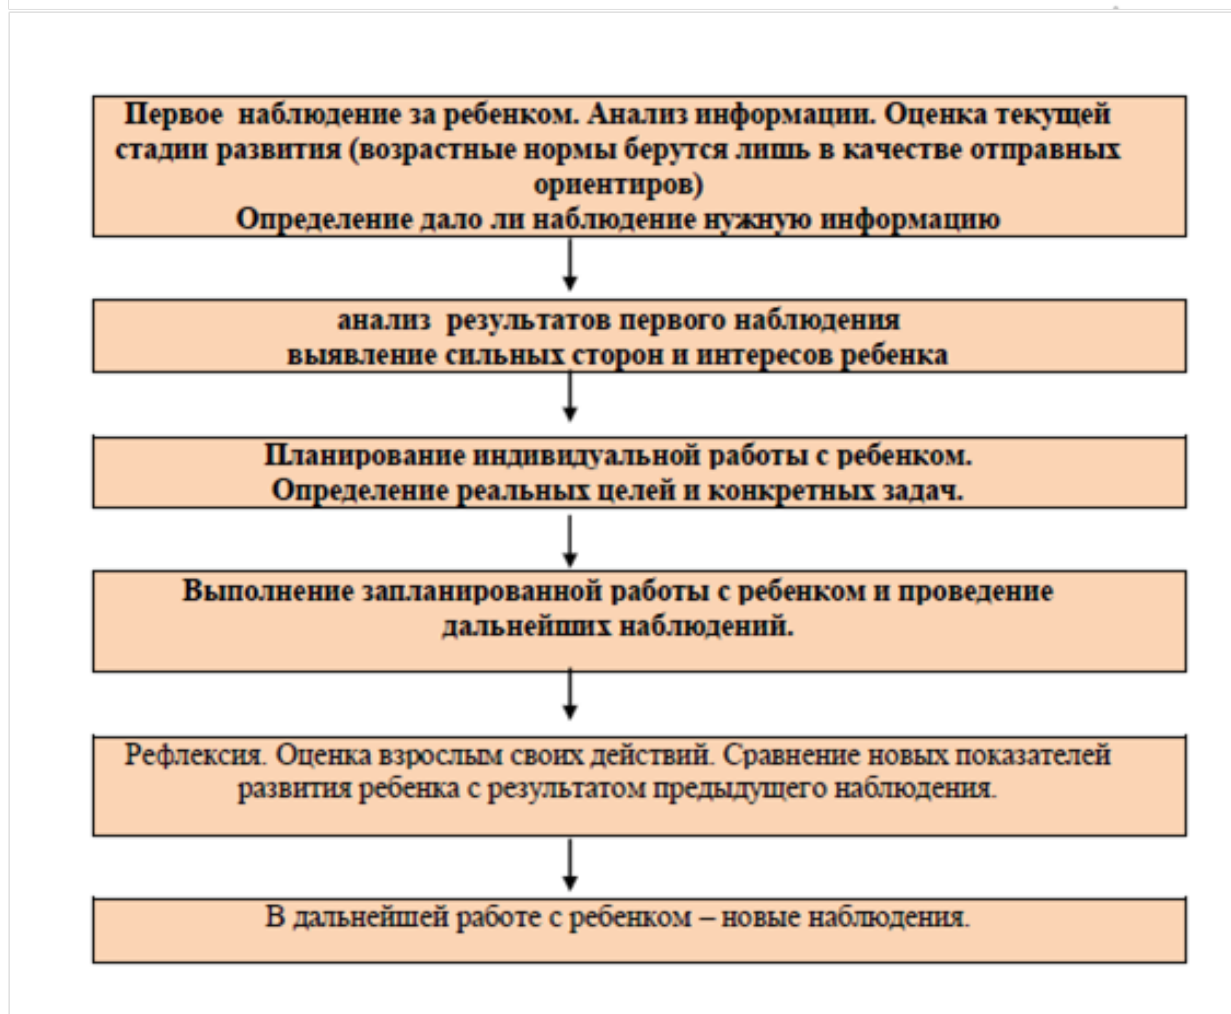 Первое  наблюдение за ребенком. Анализ информации. Оценка текущей
стадии развития (возрастные нормы берутся лишь в качестве отправных
ориентиров)
Определение дало ли наблюдение нужную информацию
анализ  результатов первого наблюдения
выявление сильных сторон и интересов ребенка
Планирование индивидуальной работы с ребенком.
Определение реальных целей и конкретных задач.
Выполнение запланированной работы с ребенком и проведение
дальнейших наблюдений.
Рефлексия. Оценка взрослым своих действий. Сравнение новых показателей
развития ребенка с результатом предыдущего наблюдения.
В дальнейшей работе с ребенком – новые наблюдения.